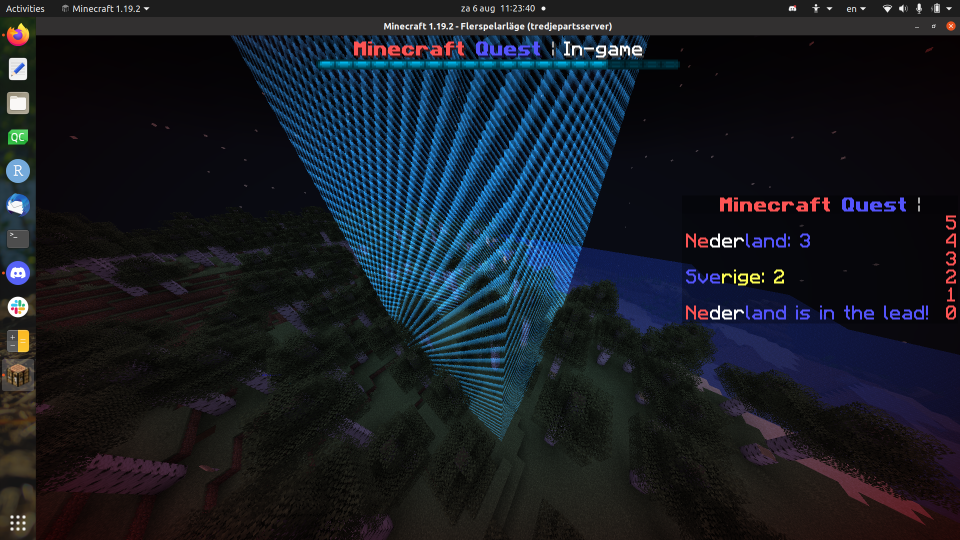 Activities
Minecraft 1.19.2
za 6 aug 11:23:40
en
Minecraft 1.19.2 - Flerspelarläge (tredjepartsserver)
Minecraft Quest | In-game
QC
R
Minecraft Quest |
5
Nederland: 3 4
3
Sverige: 2 2
1
Nederland is in the lead! 0